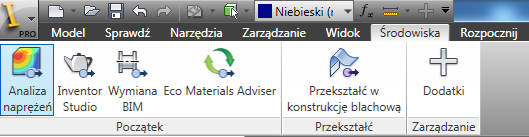 PRO
Niebieski (r
fx
Model Sprawdź Narzędzia Zarządzanie Widok Środowiska Rozpocznij
Analiza naprężeń
Inventor Studio
Wymiana BIM
Eco Materials Adviser
Przekształć w konstrukcję blachową
Dodatki
Początek Przekształć Zarządzanie